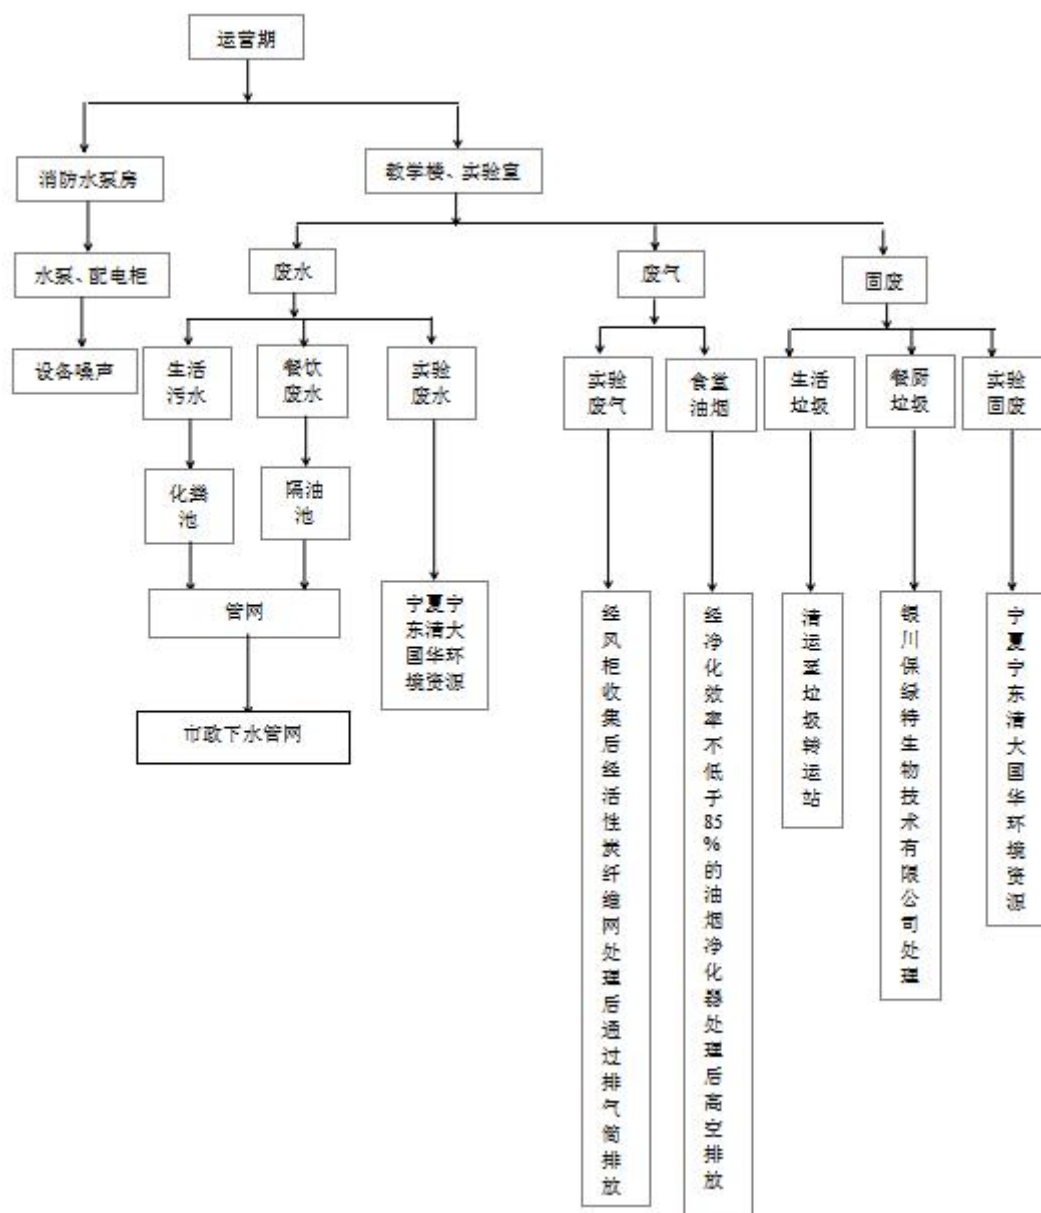 运营期
消防水泵房
教学楼、实验室
水泵、配电柜
废水
废气
固废
设备噪声
生活
污水
餐饮
废水
实验
废水
实验
废气
食堂
油烟
生活
垃圾
餐厨
垃圾
实验
固废
化粪
池
隔油
池
管网
市政下水管网
宁夏宁
东清大
国华环
境资源
经风柜收集后经活性炭纤维网处理后通过排气筒排放
经净化效率不低于85%的油烟净化器处理后高空排放
清运至垃圾转运站
银川保绿特生物技术有限公司处理
宁夏宁东清大国华环境资源